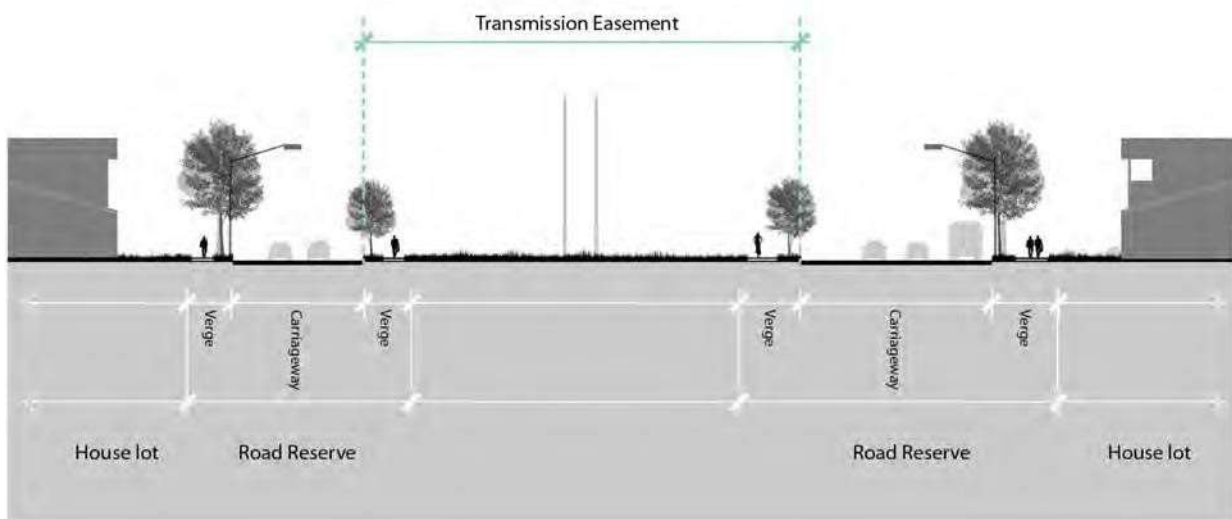 Transmission Easement
Verge
Carriageway
Verge
Verge
Carriageway
Verge
House lot
Road Reserve
Road Reserve
House lot